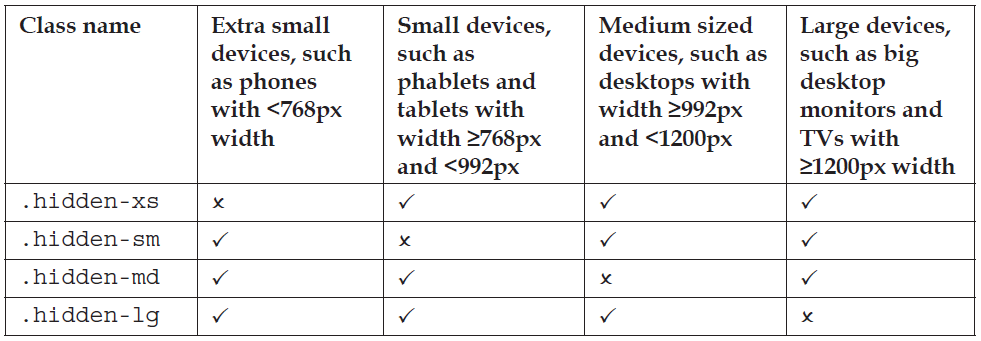 Class name
Extra small
devices, such
as phones
with <768px
width
Small devices,
such as
phablets and
tablets with
width ≥768px
and <992px
Medium sized
devices, such as
desktops with
width ≥992px
and <1200px
Large devices,
such as big
desktop
monitors and
TVs with
≥1200px width
.hidden-xs x ✓ ✓ ✓
.hidden-sm ✓ x ✓ ✓
.hidden-md ✓ ✓ x ✓
.hidden-lg ✓ ✓ ✓ x